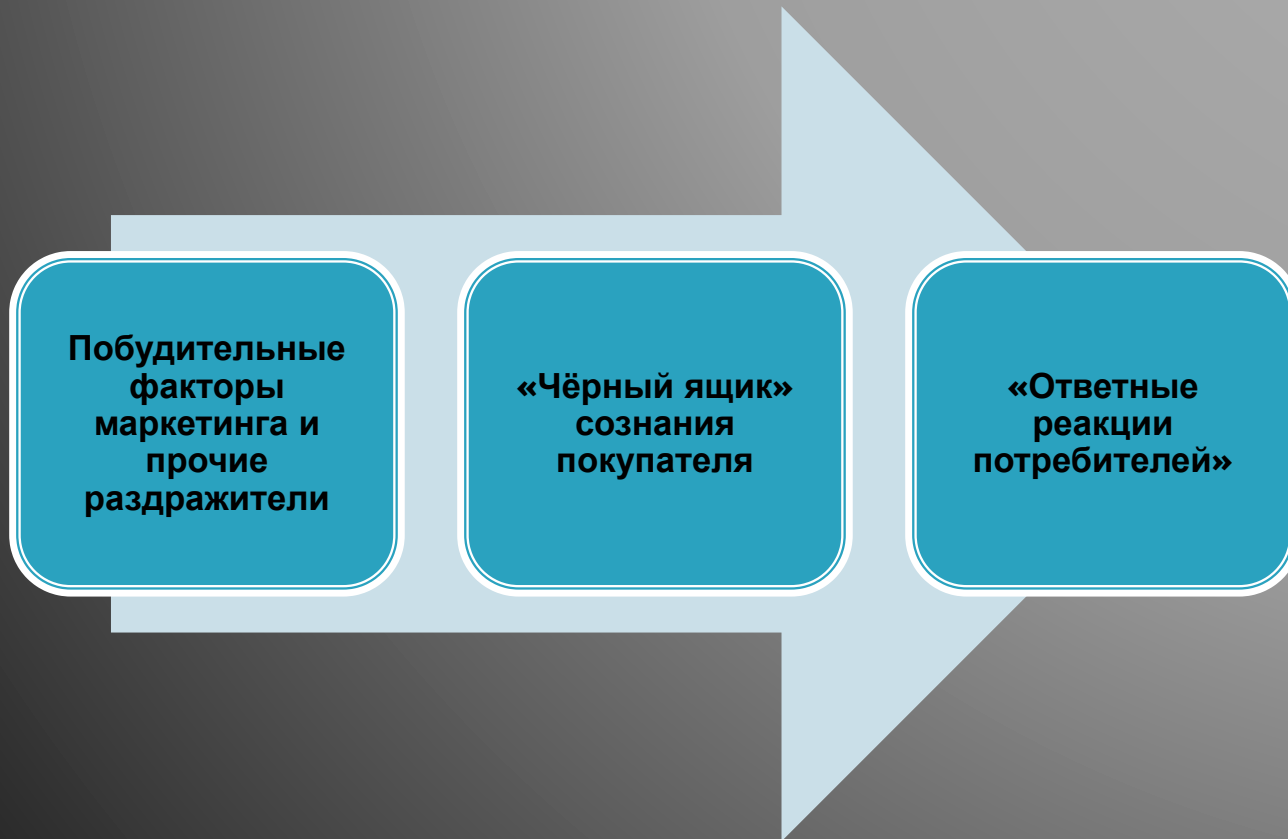 Побудительные
факторы
маркетинга и
прочие
раздражители
«Чёрный ящик»
сознания
покупателя
«Ответные
реакции
потребителей»